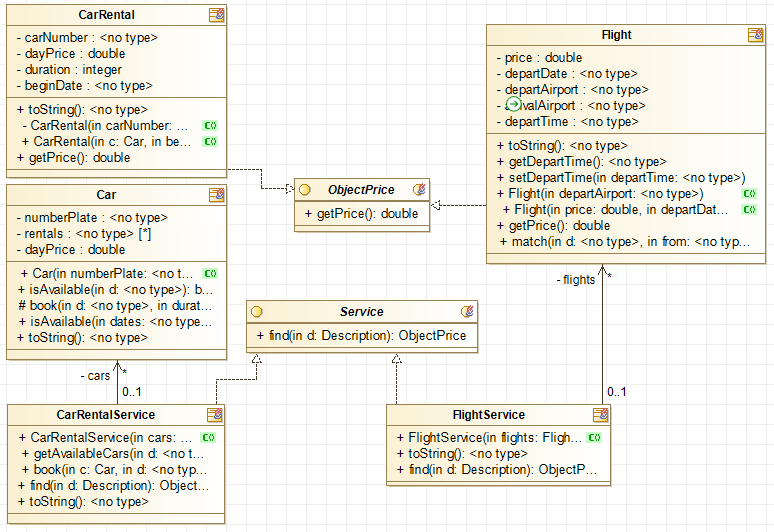 CarRental
- carNumber : <no type>
- dayPrice : double
- duration : integer
- beginDate : <no type>
+ toString(): <no type>
- CarRental(in carNumber: ... C()
+ CarRental(in c: Car, in be... C()
+ getPrice(): double
Car
- numberPlate : <no type>
- rentals : <no type> [*]
- dayPrice : double
+ Car(in numberPlate: <no t... C()
+ isAvailable(in d: <no type>): b...
# book(in d: <no type>, in durat...
+ isAvailable(in dates: <no type...
+ toString(): <no type>
- cars
*
0..1
CarRentalService
+ CarRentalService(in cars: ... C()
+ getAvailableCars(in d: <no t...
+ book(in c: Car, in d: <no typ...
+ find(in d: Description): Object...
+ toString(): <no type>
ObjectPrice
+ getPrice(): double
Service
+ find(in d: Description): ObjectPrice
Flight
- price : double
- departDate : <no type>
- departAirport : <no type>
- valAirport : <no type>
- departTime : <no type>
+ toString(): <no type>
+ getDepartTime(): <no type>
+ setDepartTime(in departTime: <no type>)
+ Flight(in departAirport: <no type>) C()
+ Flight(in price: double, in departDat... C()
+ getPrice(): double
+ match(in d: <no type>, in from: <no typ...
- flights
*
0..1
FlightService
+ FlightService(in flights: Fligh... C()
+ toString(): <no type>
+ find(in d: Description): ObjectP...